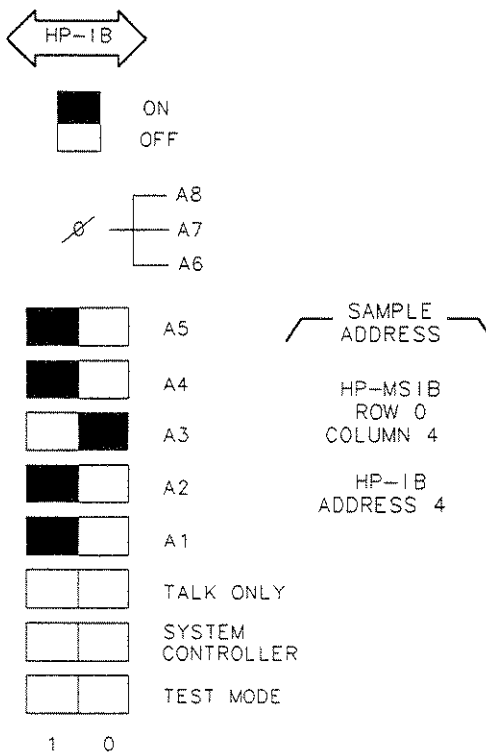 HP-IB
ON
OFF
A8
0 A7
A6
A5
A4
A3
A2
A1
TALK ONLY
SYSTEM
CONTROLLER
TEST MODE
1 0
SAMPLE
ADDRESS
HP-MSIB
ROW 0
COLUMN 4
HP-IB
ADDRESS 4